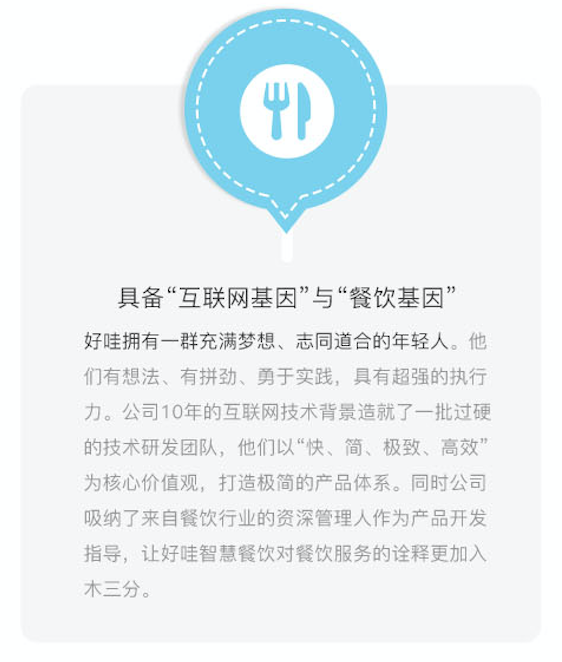 具备“互联网基因”与“餐饮基因”
好哇拥有一群充满梦想、志同道合的年轻人。他
们有想法、有拼劲、勇于实践，具有超强的执行
力。公司10年的互联网技术背景造就了一批过硬
的技术研发团队，他们以“快、简、极致、高效”
为核心价值观，打造极简的产品体系。同时公司
吸纳了来自餐饮行业的资深管理人作为产品开发
指导，让好哇智慧餐饮对餐饮服务的诠释更加入
木三分。